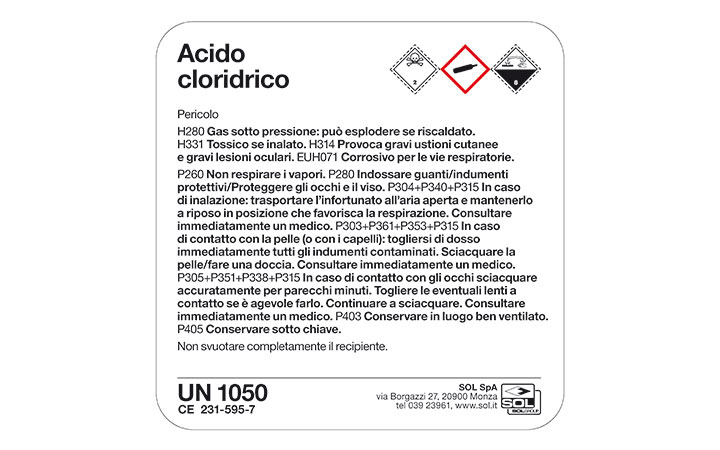 Acido
cloridrico
2
8
Pericolo
H280 Gas sotto pressione: può esplodere se riscaldato.
H331 Tossico se inalato. H314 Provoca gravi ustioni cutanee
e gravi lesioni oculari. EUH071 Corrosivo per le vie respiratorie.
P260 Non respirare i vapori. P280 Indossare guanti/indumenti
protettivi/Proteggere gli occhi e il viso. P304+P340+P315 In caso
di inalazione: trasportare l'infortunato all'aria aperta e mantenerlo
a riposo in posizione che favorisca la respirazione. Consultare
immediatamente un medico. P303+P361+P353+P315 In caso
di contatto con la pelle (o con i capelli): togliersi di dosso
immediatamente tutti gli indumenti contaminati. Sciacquare la
pelle/fare una doccia. Consultare immediatamente un medico.
P305+P351+P338+P315 In caso di contatto con gli occhi sciacquare
accuratamente per parecchi minuti. Togliere le eventuali lenti a
contatto se è agevole farlo. Continuare a sciacquare. Consultare
immediatamente un medico. P403 Conservare in luogo ben ventilato.
P405 Conservare sotto chiave.
Non svuotare completamente il recipiente.
UN 1050
CE 231-595-7
SOL SpA
via Borgazzi 27, 20900 Monza
tel 039 23961, www.sol.it
SOL
SOLGROUP